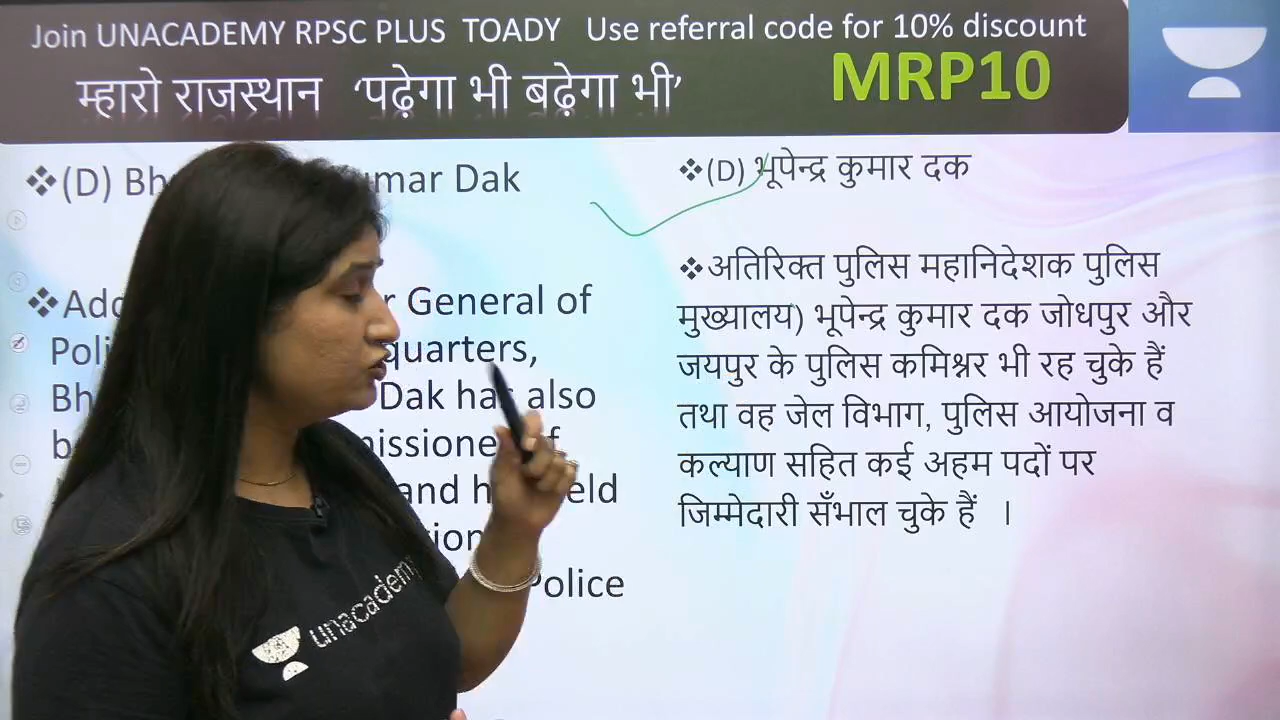 Join UNACADEMY RPSC PLUS TOADY Use referral code for 10% discount
म्हारो राजस्थान ‘पढ़ेगा भी बढ़ेगा भी’
MRP10
❖(D) Bh umar Dak
❖Add r General of
Poli quarters,
Bh Dak has also
b missioner of
and h eld
ion
Police
❖(D) भूपेन्द्र कुमार दक
❖अतिरिक्त पुलिस महानिदेशक पुलिस
मुख्यालय) भूपेन्द्र कुमार दक जोधपुर और
जयपुर के पुलिस कमिश्नर भी रह चुके हैं
तथा वह जेल विभाग, पुलिस आयोजना व
कल्याण सहित कई अहम पदों पर
जिम्मेदारी सँभाल चुके हैं ।
unacademy